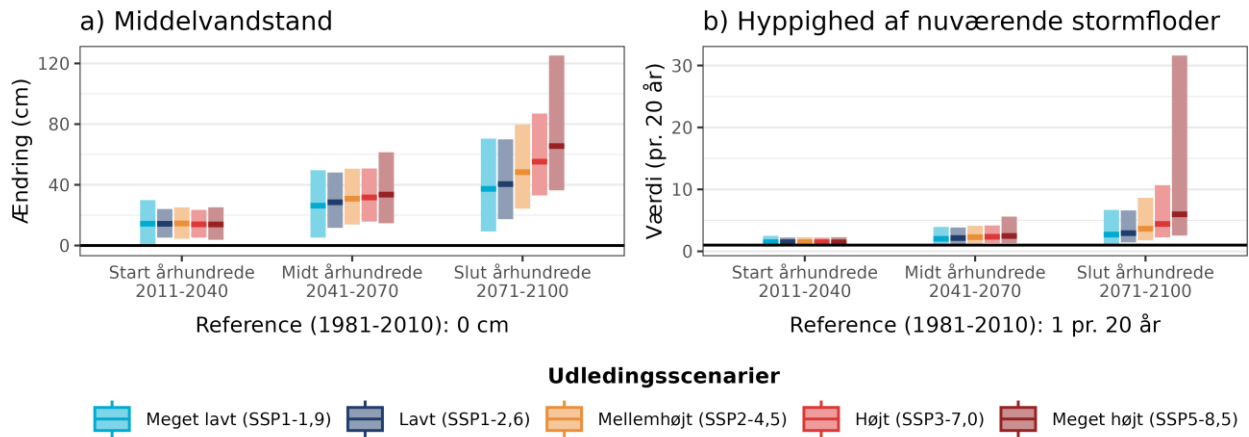 a) Middelvandstand
Ændring (cm)
120
80
40
0
Start århundrede
2011-2040
Midt århundrede
2041-2070
Slut århundrede
2071-2100
Reference (1981-2010): 0 cm
b) Hyppighed af nuværende stormfloder
Værdi (pr. 20 år)
30
20
10
0
Start århundrede
2011-2040
Midt århundrede
2041-2070
Slut århundrede
2071-2100
Reference (1981-2010): 1 pr. 20 år
Udledingsscenarier
Meget lavt (SSP1-1,9)
Lavt (SSP1-2,6)
Mellemhøjt (SSP2-4,5)
Højt (SSP3-7,0)
Meget højt (SSP5-8,5)